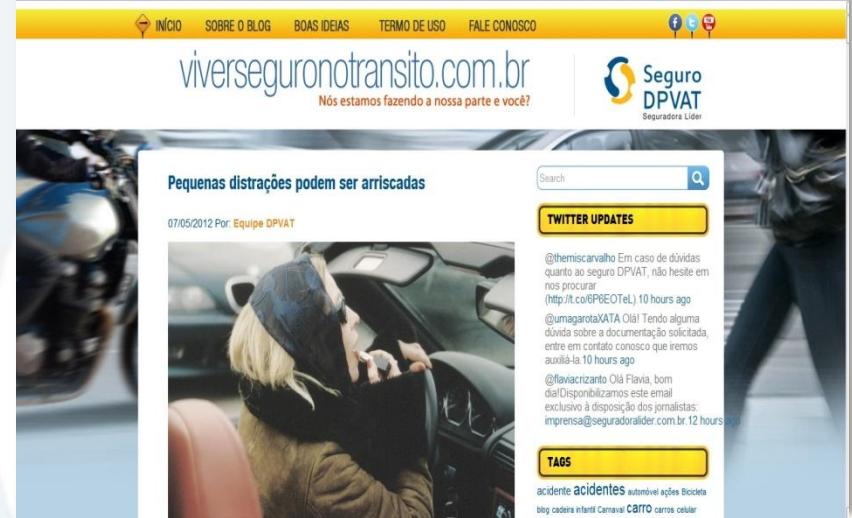 INÍCIO SOBRE O BLOG BOAS IDEIAS TERMO DE USO FALE CONOSCO
viverseguronotransito.com.br
Nós estamos fazendo a nossa parte e você?
Seguro
DPVAT
Seguradora Líder
Pequenas distrações podem ser arriscadas
07/05/2012 Por: Equipe DPVAT
Search
TWITTER UPDATES
@themiscarvalho Em caso de dúvidas
quanto ao seguro DPVAT, não hesite em
nos procurar
(http://t.co/6P6EOTeL).10 hours ago
@umagarotaXATA Olá! Tendo alguma
dúvida sobre a documentação solicitada,
entre em contato conosco que iremos
auxiliá-la.10 hours ago
@flaviacrizanto Olá Flavia, bom
dia!Disponibilizamos este email
exclusivo à disposição dos jornalistas:
imprensa@seguradoralider.com.br.12 hours ago
TAGS
acidente acidentes automóvel ações Bicicleta
blog cadeira infantil Carnaval carro carros celular